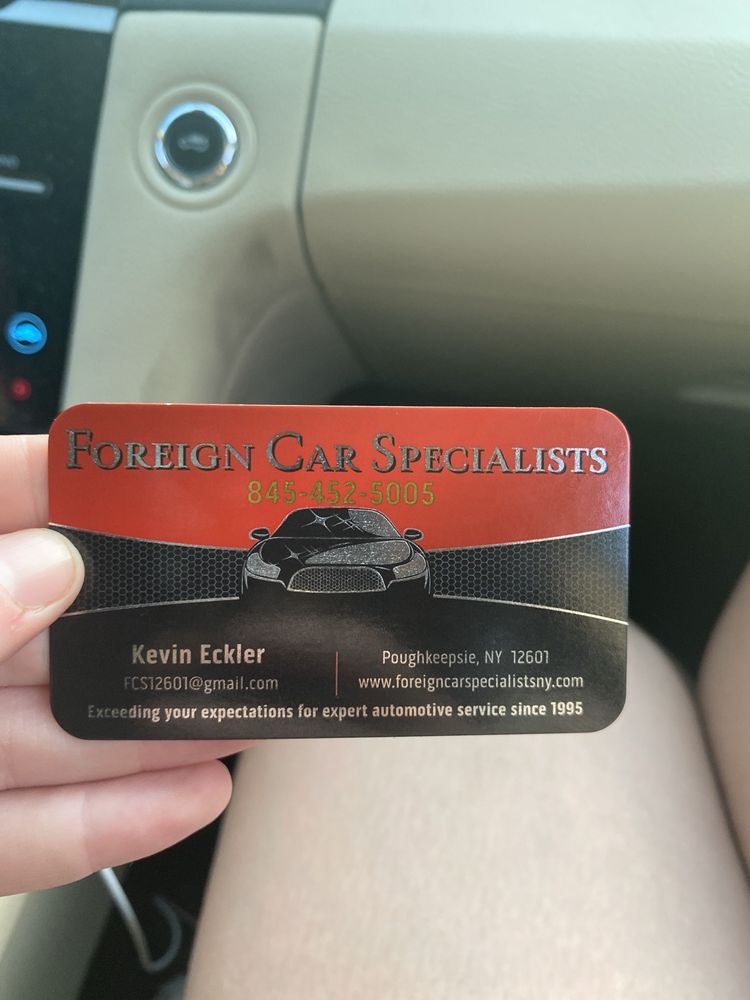 FOREIGN CAR SPECIALISTS
845-452-5005
Kevin Eckler
FCS12601@gmail.com
Poughkeepsie, NY 12601
www.foreigncarspecialistsny.com
Exceeding your expectations for expert automotive service since 1995